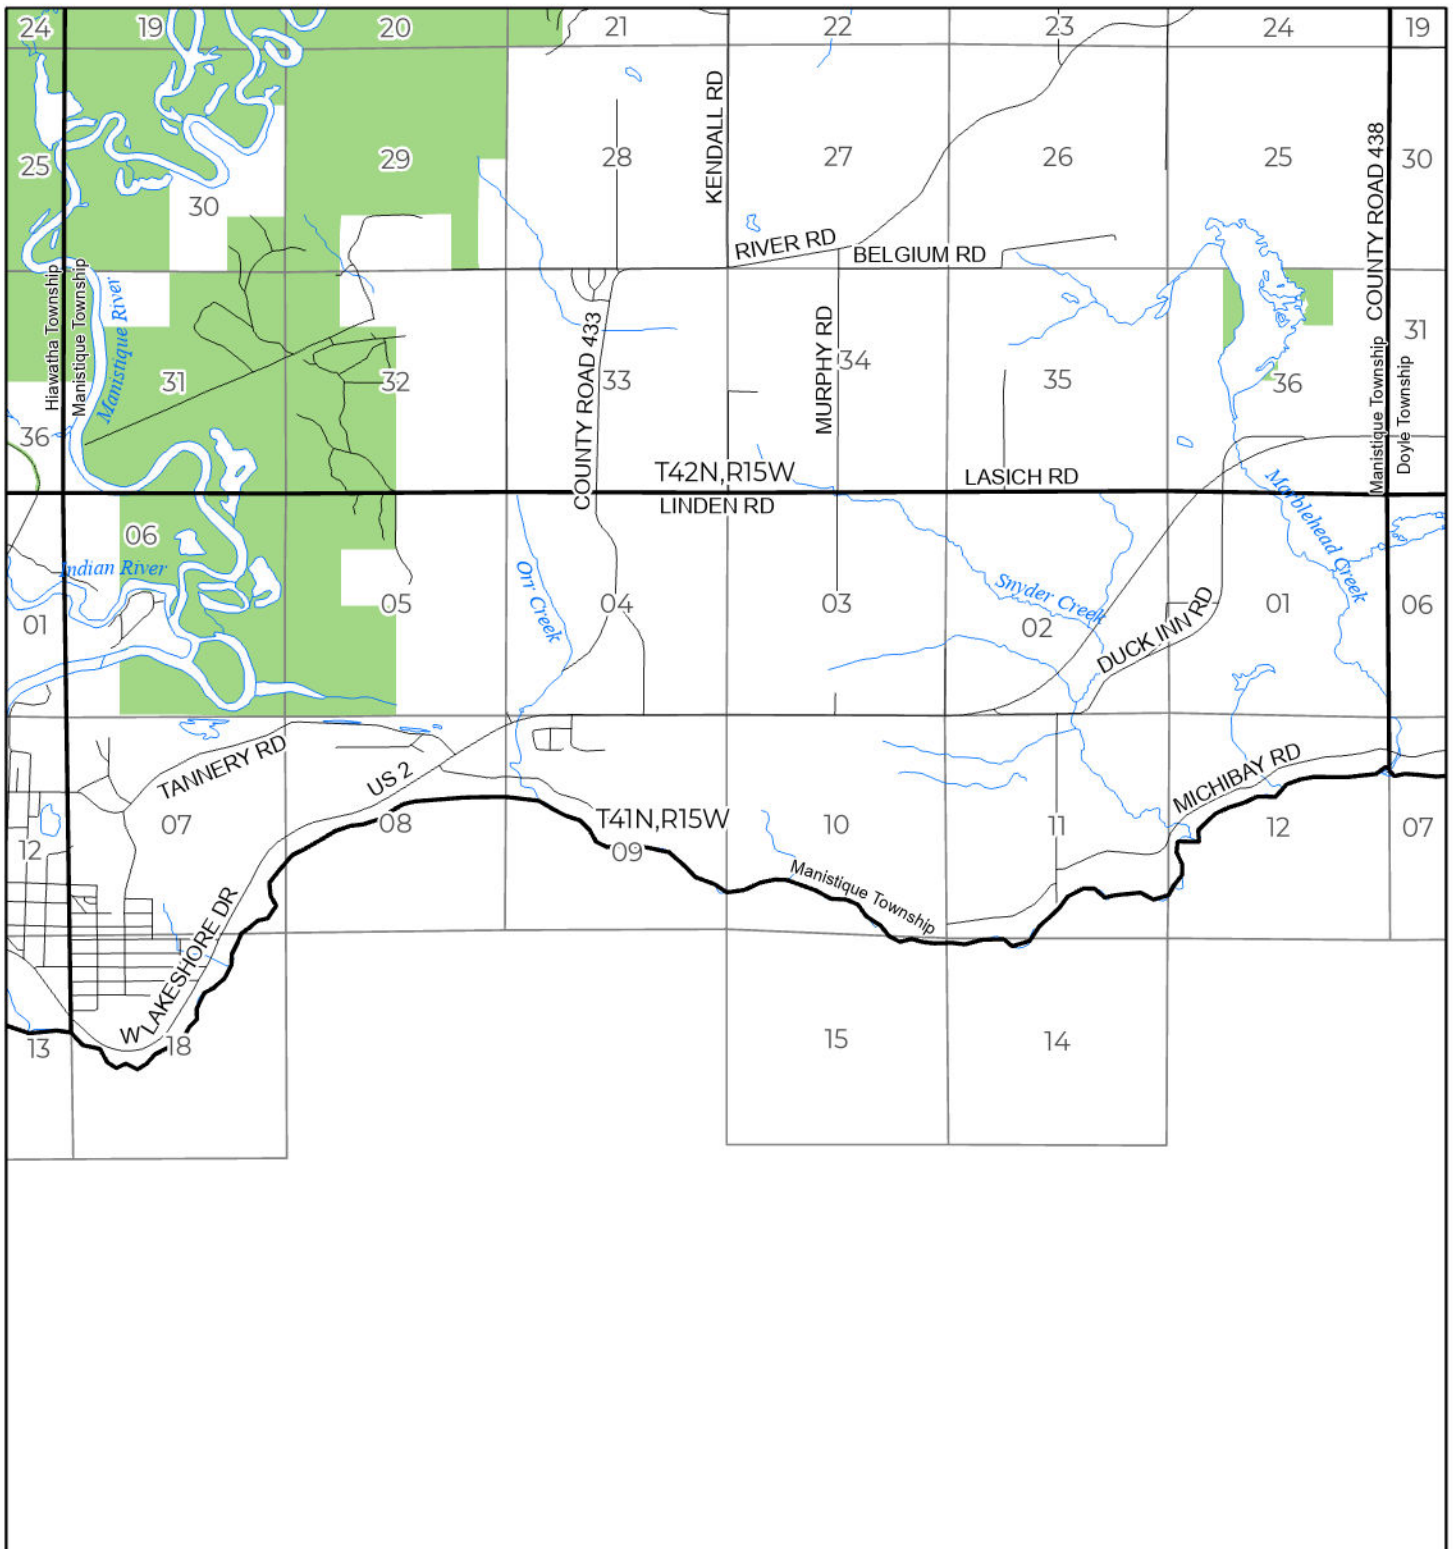 24
19
20
21
22
23
24
19
KENDALL RD
COUNTY ROAD 438
25
30
29
28
27
26
25
30
RIVER RD
BELGIUM RD
Hiawatha Township
Manistique Township
Manistique River
COUNTY ROAD 433
MURPHY RD
Manistique Township
Doyle Township
36
31
32
33
34
35
36
31
T42N,R15W
LASICH RD
LINDEN RD
Marblehead Creek
Indian River
Orr Creek
Snyder Creek
DUCK INN RD
01
06
05
04
03
02
01
06
TANNERY RD
US 2
MICHIBAY RD
T41N,R15W
12
07
08
09
10
11
12
07
Manistique Township
W LAKESHORE DR
13
18
15
14